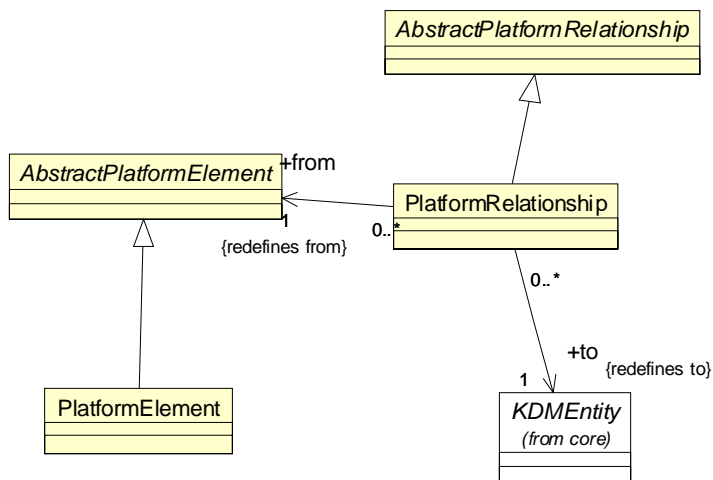 AbstractPlatformRelationship
AbstractPlatformElement
+from
PlatformRelationship
1
0..*
{redefines from}
0..*
+to
{redefines to}
1
PlatformElement
KDMEntity
(from core)